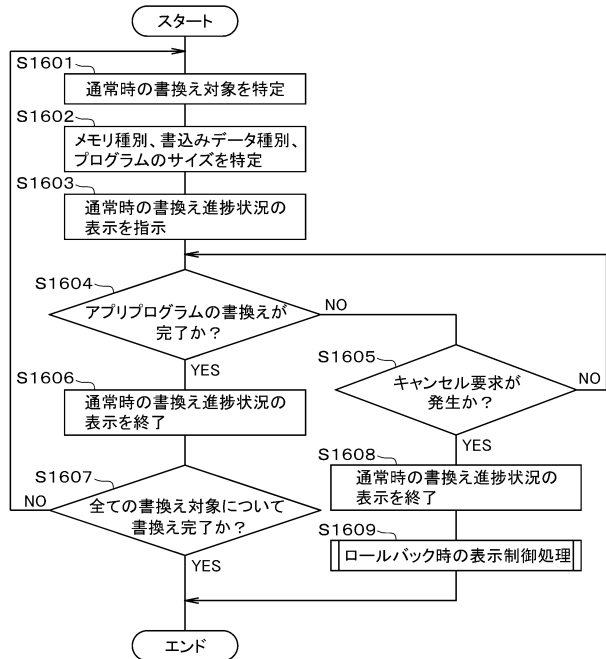 スタート
S1601
通常時の書換え対象を特定
S1602
メモリ種別、書込みデータ種別、
プログラムのサイズを特定
S1603
通常時の書換え進捗状況の
表示を指示
S1604
アプリプログラムの書換えが
完了か？
NO
YES
S1605
キャンセル要求が
発生か？
NO
YES
S1606
通常時の書換え進捗状況の
表示を終了
S1607
全ての書換え対象について
書換え完了か？
NO
YES
S1608
通常時の書換え進捗状況の
表示を終了
S1609
ロールバック時の表示制御処理
エンド